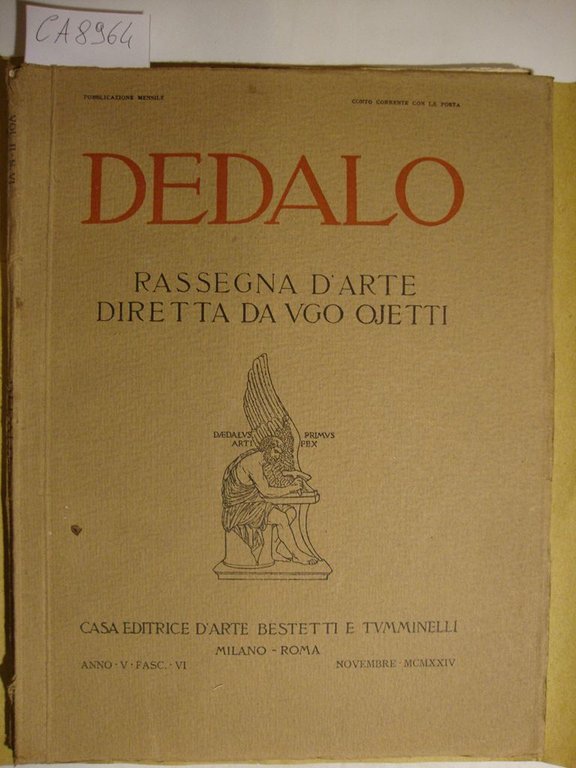 CA8964
PUBBLICAZIONE MENSILE
CONTO CORRENTE CON LA POSTA
DEDALO
RASSEGNA D'ARTE
DIRETTA DA VGO OJETTI
DÆDALVS PRIMVS
ARTI FEX
CASA EDITRICE D'ARTE BESTETTI E TVMMINELLI
MILANO - ROMA
ANNO · V · FASC. · VI
NOVEMBRE · MCMXXIV